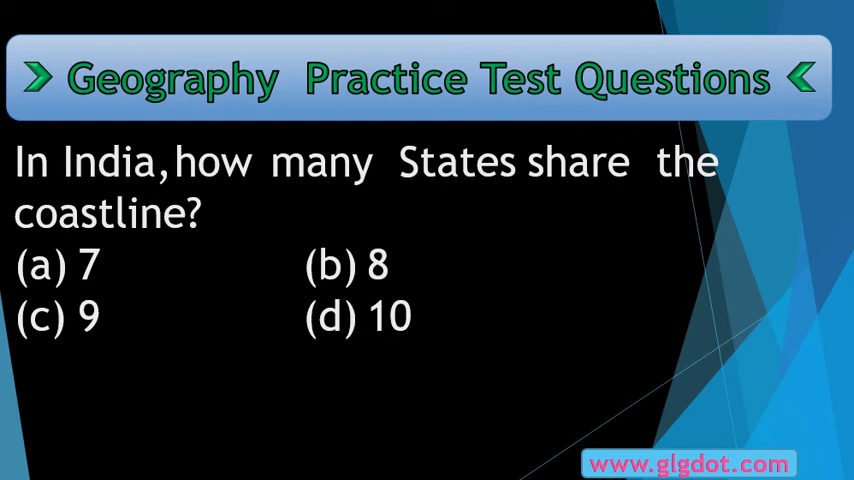 Geography Practice Test Questions
In India,how many States share the
coastline?
(a) 7 (b) 8
(c) 9 (d) 10
www.glgdot.com